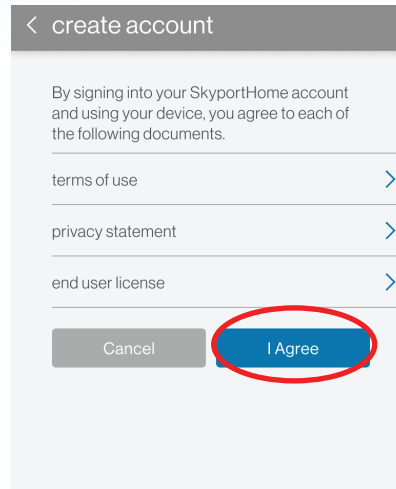 create account
By signing into your SkyportHome account
and using your device, you agree to each of
the following documents.
terms of use
privacy statement
end user license
Cancel
I Agree